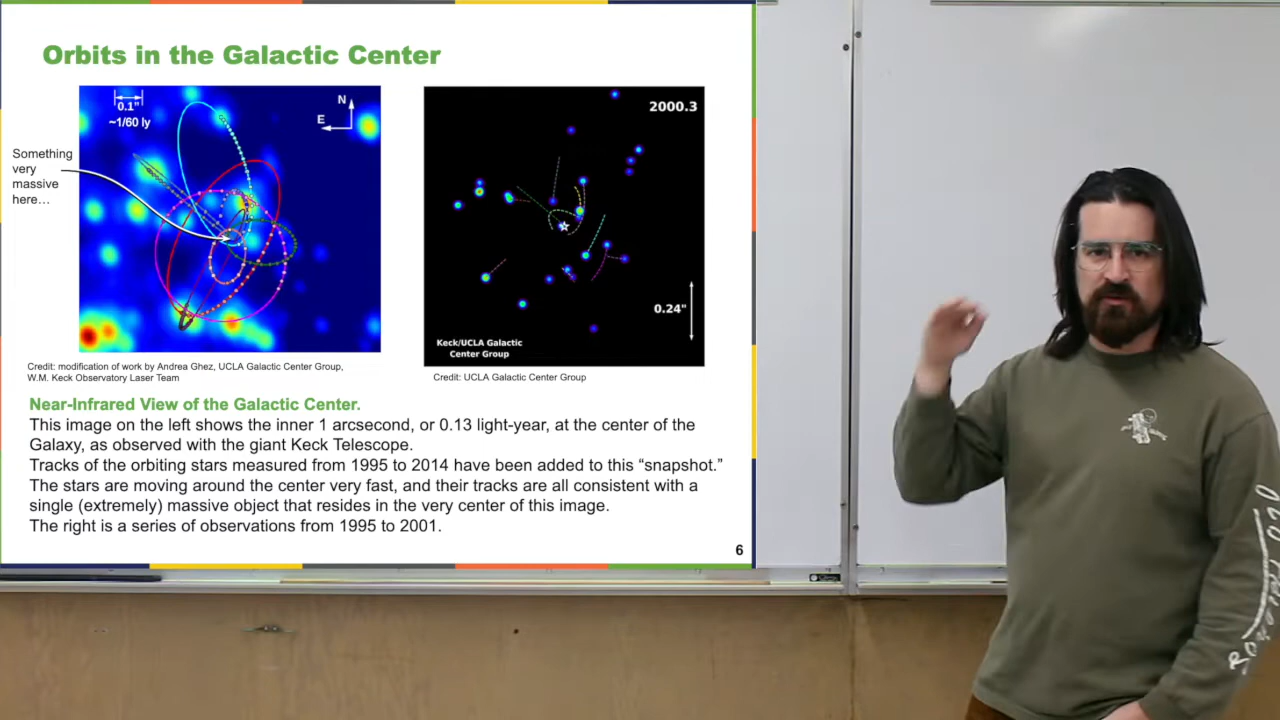 Orbits in the Galactic Center
0.1"
~1/60 ly
N
E
Something
very
massive
here…
2000.3
0.24"
Keck/UCLA Galactic
Center Group
Credit: modification of work by Andrea Ghez, UCLA Galactic Center Group,
W.M. Keck Observatory Laser Team
Credit: UCLA Galactic Center Group
Near-Infrared View of the Galactic Center.
This image on the left shows the inner 1 arcsecond, or 0.13 light-year, at the center of the
Galaxy, as observed with the giant Keck Telescope.
Tracks of the orbiting stars measured from 1995 to 2014 have been added to this “snapshot.”
The stars are moving around the center very fast, and their tracks are all consistent with a
single (extremely) massive object that resides in the very center of this image.
The right is a series of observations from 1995 to 2001.
6